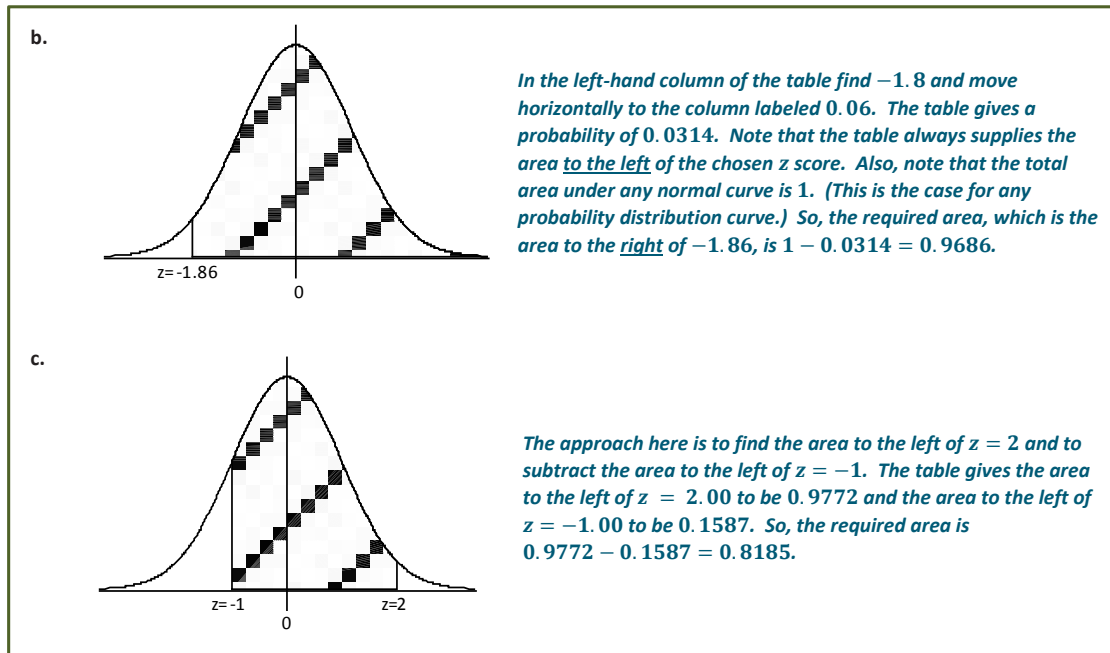 b.
In the left-hand column of the table find −1.8 and move
horizontally to the column labeled 0.06. The table gives a
probability of 0.0314. Note that the table always supplies the
area to the left of the chosen z score. Also, note that the total
area under any normal curve is 1. (This is the case for any
probability distribution curve.) So, the required area, which is the
area to the right of −1.86, is 1 − 0.0314 = 0.9686.
z= -1.86
0
c.
The approach here is to find the area to the left of z = 2 and to
subtract the area to the left of z = −1. The table gives the area
to the left of z = 2.00 to be 0.9772 and the area to the left of
z = −1.00 to be 0.1587. So, the required area is
0.9772 − 0.1587 = 0.8185.
z= -1
z=2
0